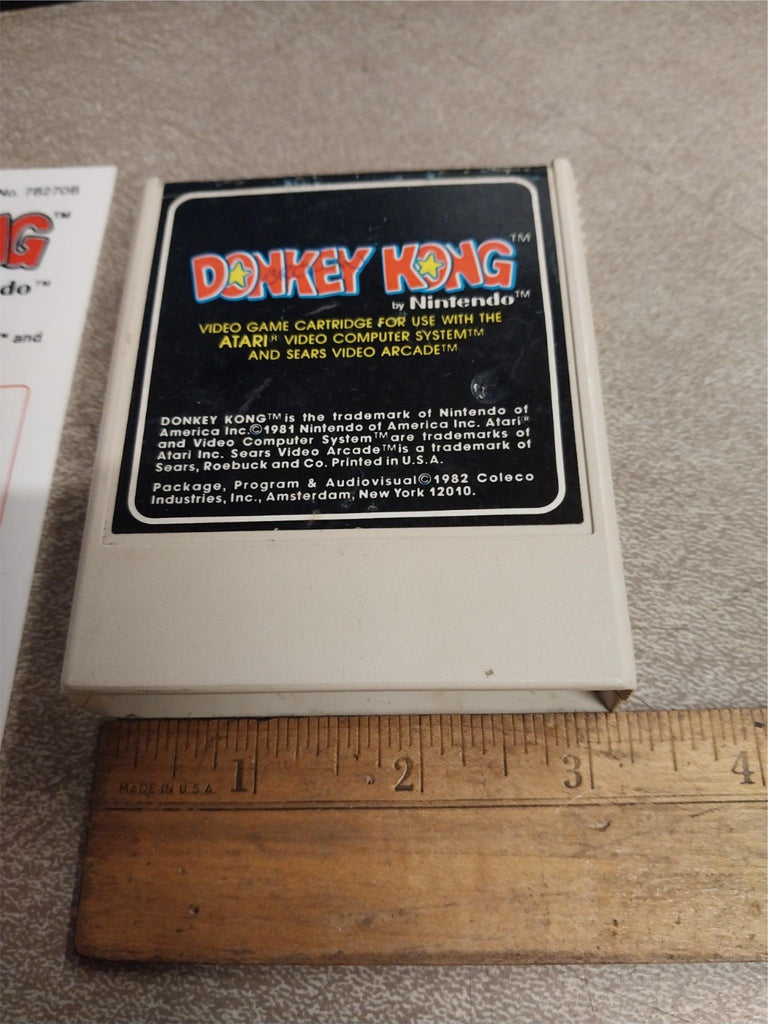 No. 78270B
NG™
do™
™ and
DONKEY KONG™
by Nintendo™
VIDEO GAME CARTRIDGE FOR USE WITH THE
ATARI® VIDEO COMPUTER SYSTEM™
AND SEARS VIDEO ARCADE™
DONKEY KONG™ is the trademark of Nintendo of
America Inc.©1981 Nintendo of America Inc. Atari®
and Video Computer System™ are trademarks of
Atari Inc. Sears Video Arcade™ is a trademark of
Sears, Roebuck and Co. Printed in U.S.A.
Package, Program & Audiovisual©1982 Coleco
Industries, Inc., Amsterdam, New York 12010.
1 2 3 4
MADE IN U.S.A.